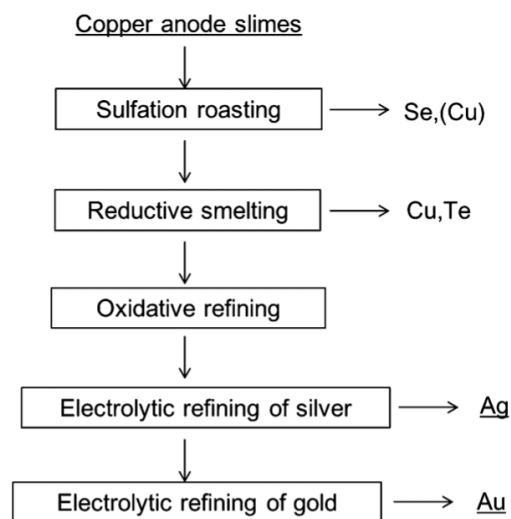 Copper anode slimes
Sulfation roasting
Se,(Cu)
Reductive smelting
Cu,Te
Oxidative refining
Electrolytic refining of silver
Ag
Electrolytic refining of gold
Au